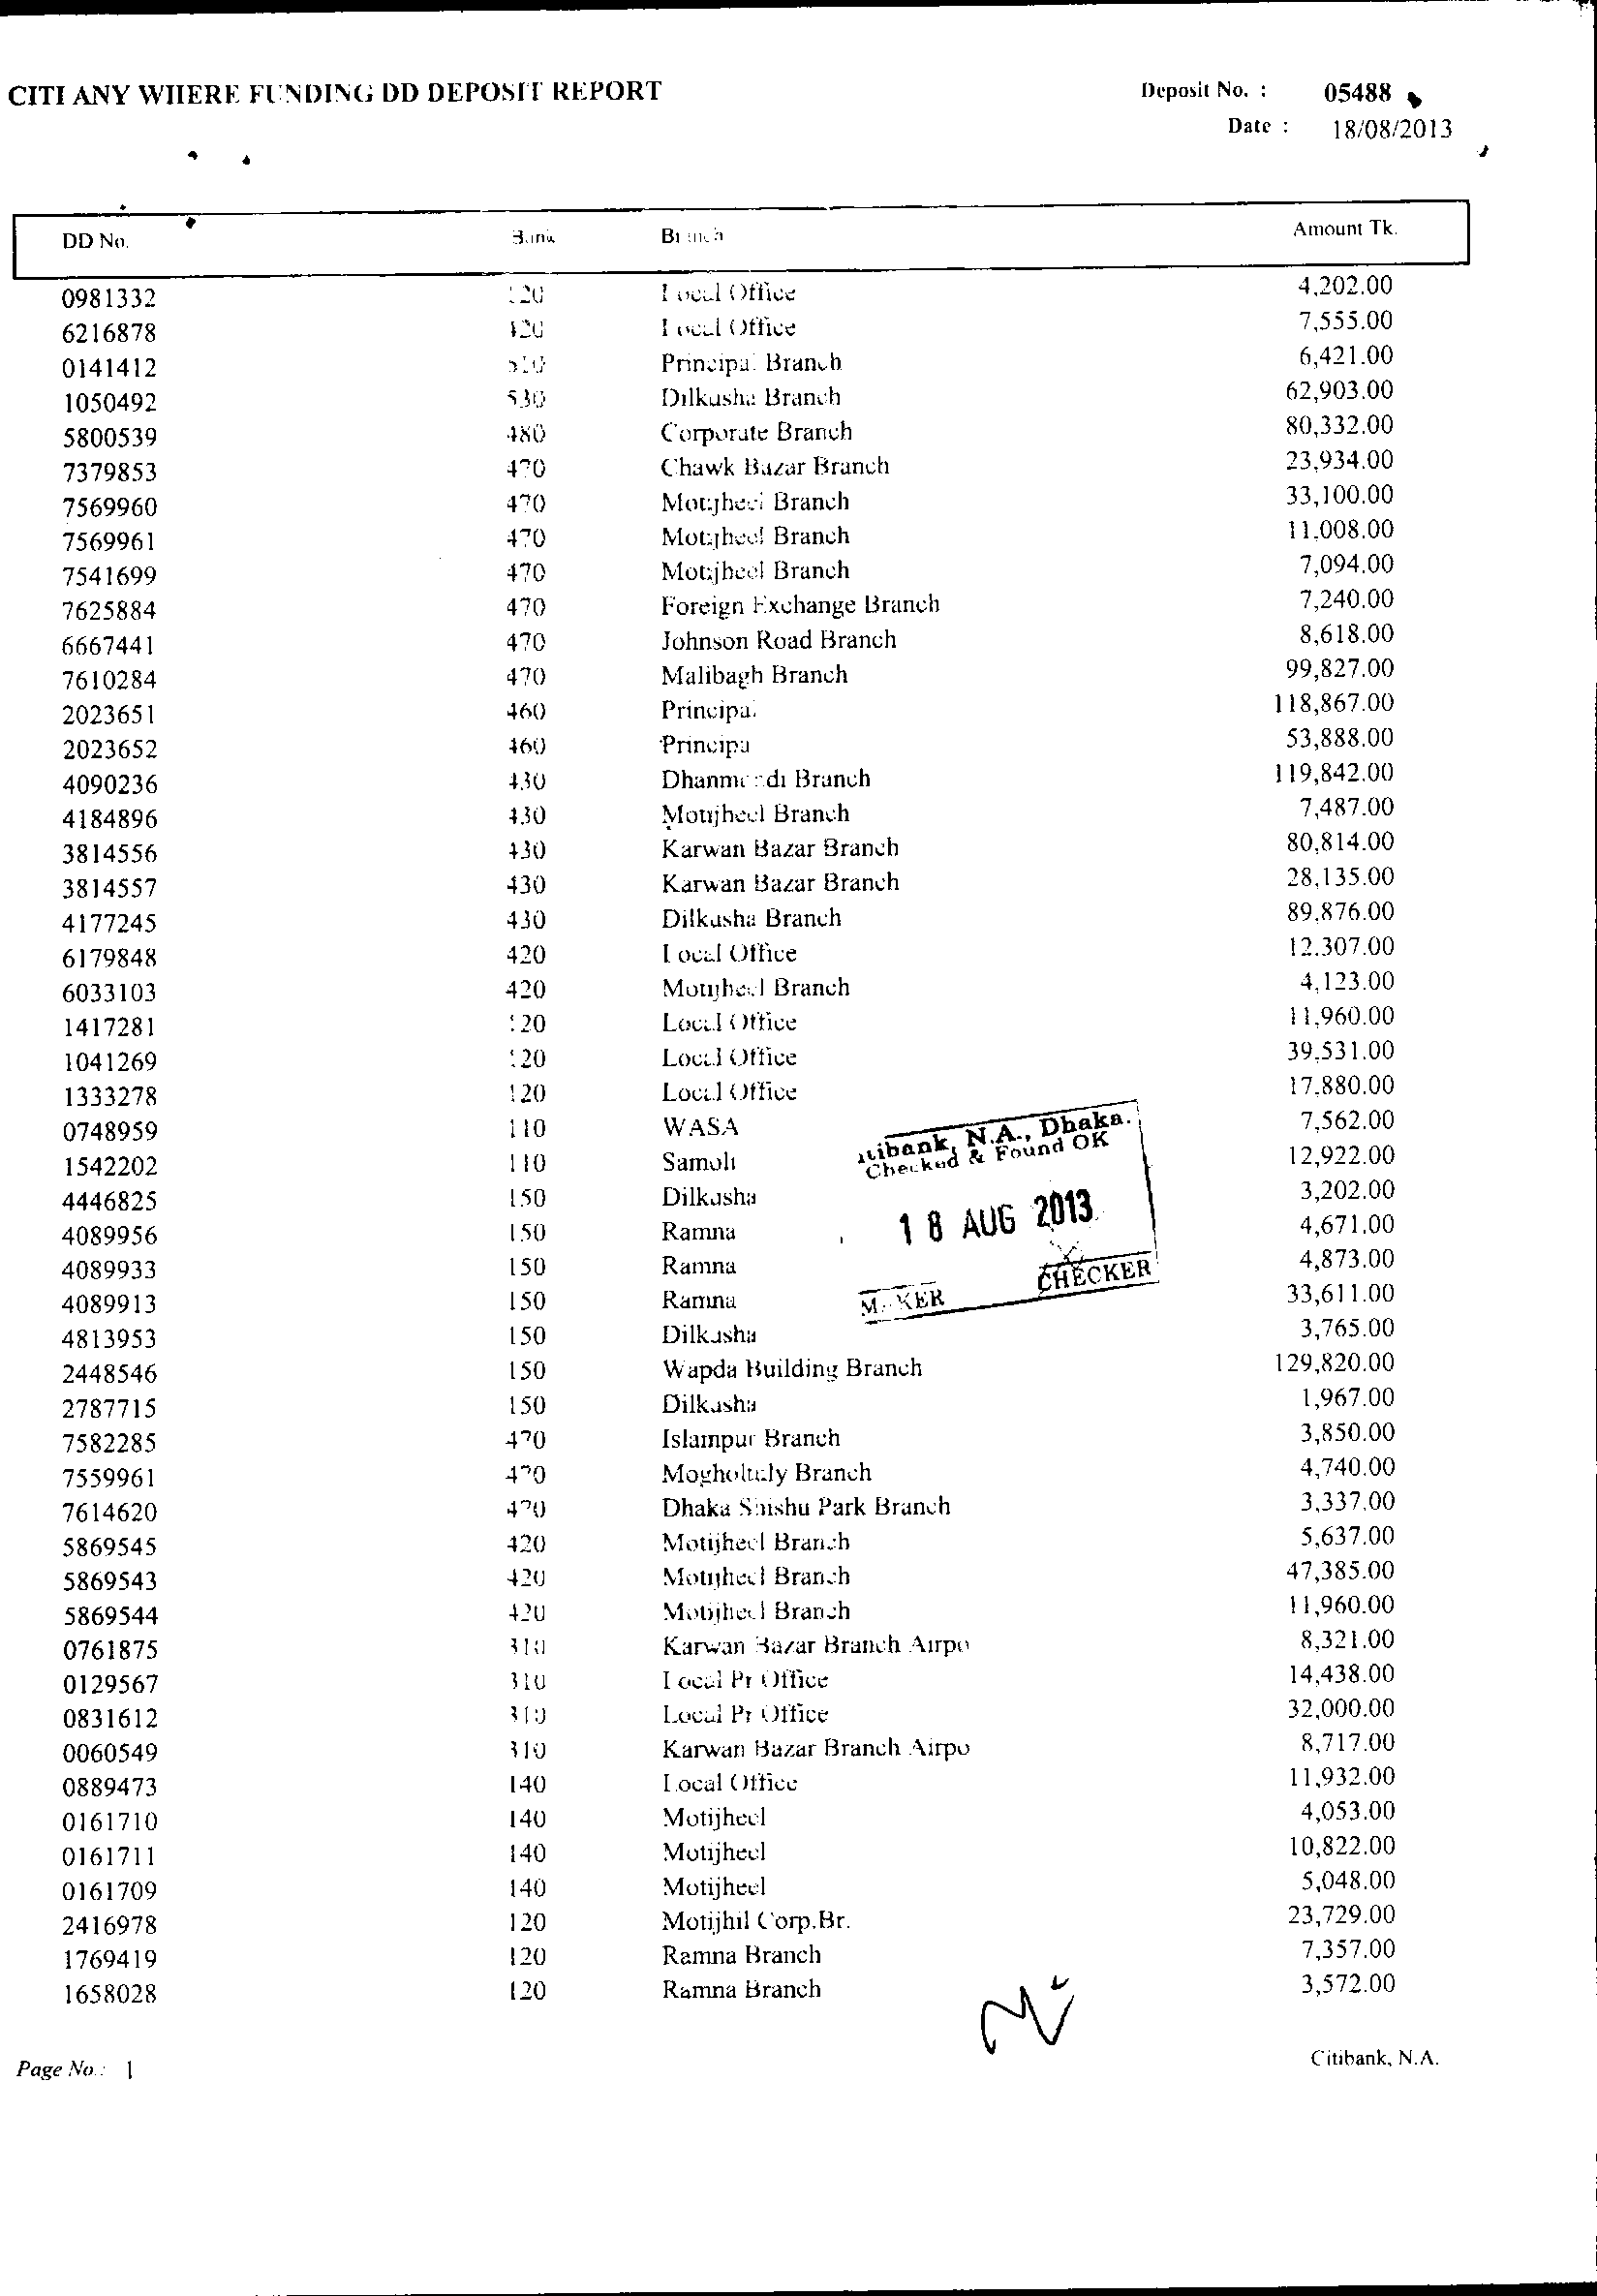 CITI ANY WHERE FUNDING DD DEPOSIT REPORT Deposit No. : 05488
Date : 18/08/2013
DD No. Bank Branch Amount Tk.
0981332 120 Local Office 4,202.00
6216878 420 Local Office 7,555.00
0141412 Principal Branch 6,421.00
1050492 530 Dilkusha Branch 62,903.00
5800539 480 Corporate Branch 80,332.00
7379853 470 Chawk Bazar Branch 23,934.00
7569960 470 Motijheel Branch 33,100.00
7569961 470 Motijheel Branch 11,008.00
7541699 470 Motijheel Branch 7,094.00
7625884 470 Foreign Exchange Branch 7,240.00
6667441 470 Johnson Road Branch 8,618.00
7610284 470 Malibagh Branch 99,827.00
2023651 460 Principal 118,867.00
2023652 460 Principa 53,888.00
4090236 430 Dhanmondi Branch 119,842.00
4184896 430 Motijheel Branch 7,487.00
3814556 430 Karwan Bazar Branch 80,814.00
3814557 430 Karwan Bazar Branch 28,135.00
4177245 430 Dilkusha Branch 89,876.00
6179848 420 Local Office 12,307.00
6033103 420 Motijheel Branch 4,123.00
1417281 120 Local Office 11,960.00
1041269 120 Local Office 39,531.00
1333278 120 Local Office 17,880.00
0748959 110 WASA 7,562.00
1542202 110 Samoli 12,922.00
4446825 150 Dilkusha 3,202.00
4089956 150 Ramna 4,671.00
4089933 150 Ramna 4,873.00
4089913 150 Ramna 33,611.00
4813953 150 Dilkusha 3,765.00
2448546 150 Wapda Building Branch 129,820.00
2787715 150 Dilkusha 1,967.00
7582285 470 Islampur Branch 3,850.00
7559961 470 Mogholtuly Branch 4,740.00
7614620 470 Dhaka Shishu Park Branch 3,337.00
5869545 420 Motijheel Branch 5,637.00
5869543 420 Motijheel Branch 47,385.00
5869544 420 Motijheel Branch 11,960.00
0761875 310 Karwan Bazar Branch Airpo 8,321.00
0129567 310 Local Pr Office 14,438.00
0831612 310 Local Pr Office 32,000.00
0060549 310 Karwan Bazar Branch Airpo 8,717.00
0889473 140 Local Office 11,932.00
0161710 140 Motijheel 4,053.00
0161711 140 Motijheel 10,822.00
0161709 140 Motijheel 5,048.00
2416978 120 Motijhil Corp.Br. 23,729.00
1769419 120 Ramna Branch 7,357.00
1658028 120 Ramna Branch 3,572.00
Citibank, N.A., Dhaka.
Checked & Found OK
18 AUG 2013
MAKER CHECKER
Page No.: 1 Citibank, N.A.